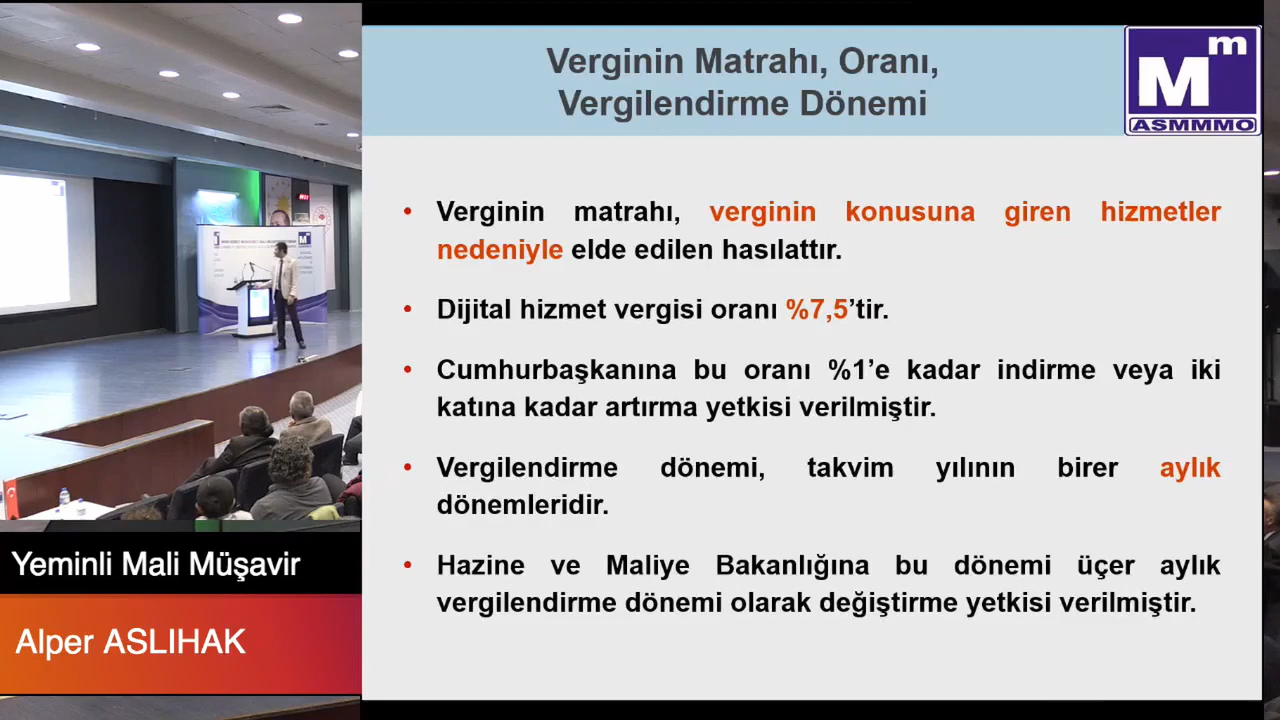 Verginin Matrahı, Oranı,
Vergilendirme Dönemi
m
M
ASMMMO
• Verginin matrahı, verginin konusuna giren hizmetler
nedeniyle elde edilen hasılattır.
• Dijital hizmet vergisi oranı %7,5’tir.
• Cumhurbaşkanına bu oranı %1’e kadar indirme veya iki
katına kadar artırma yetkisi verilmiştir.
• Vergilendirme dönemi, takvim yılının birer aylık
dönemleridir.
• Hazine ve Maliye Bakanlığına bu dönemi üçer aylık
vergilendirme dönemi olarak değiştirme yetkisi verilmiştir.
Yeminli Mali Müşavir
Alper ASLIHAK